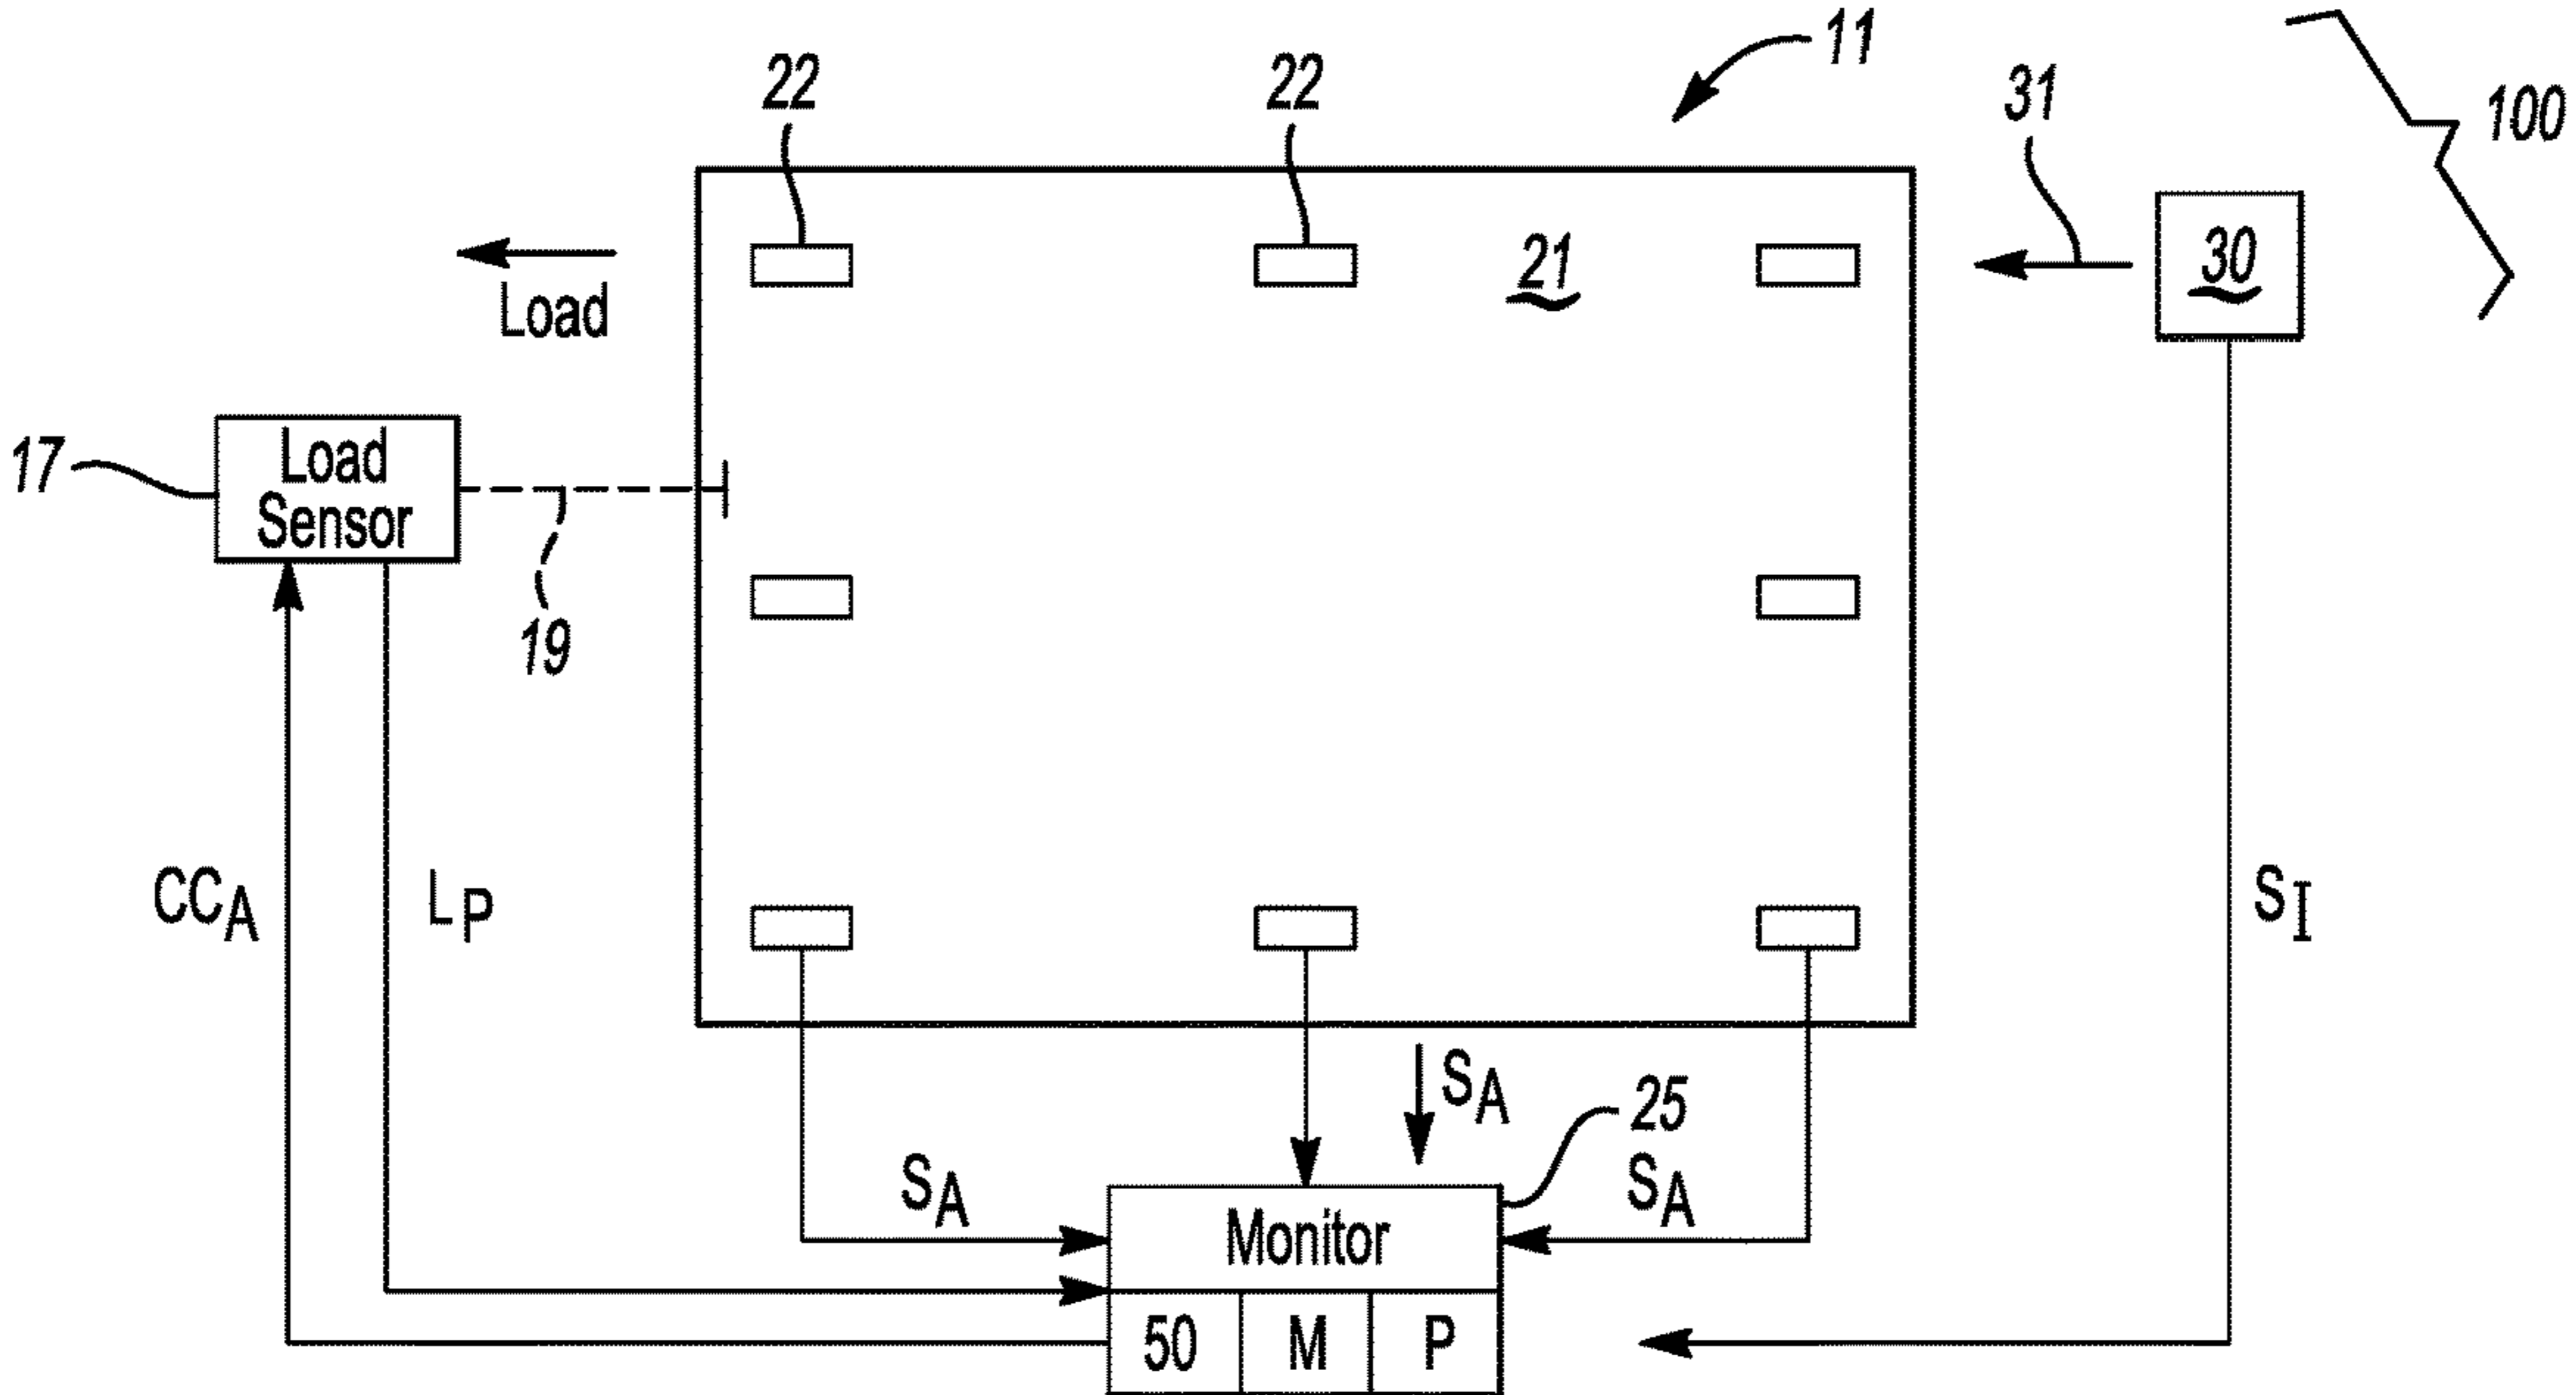 11
22
22
31
100
21
30
Load
17
Load
Sensor
19
CCA
LP
SI
SA
25
SA
SA
Monitor
50
M
P